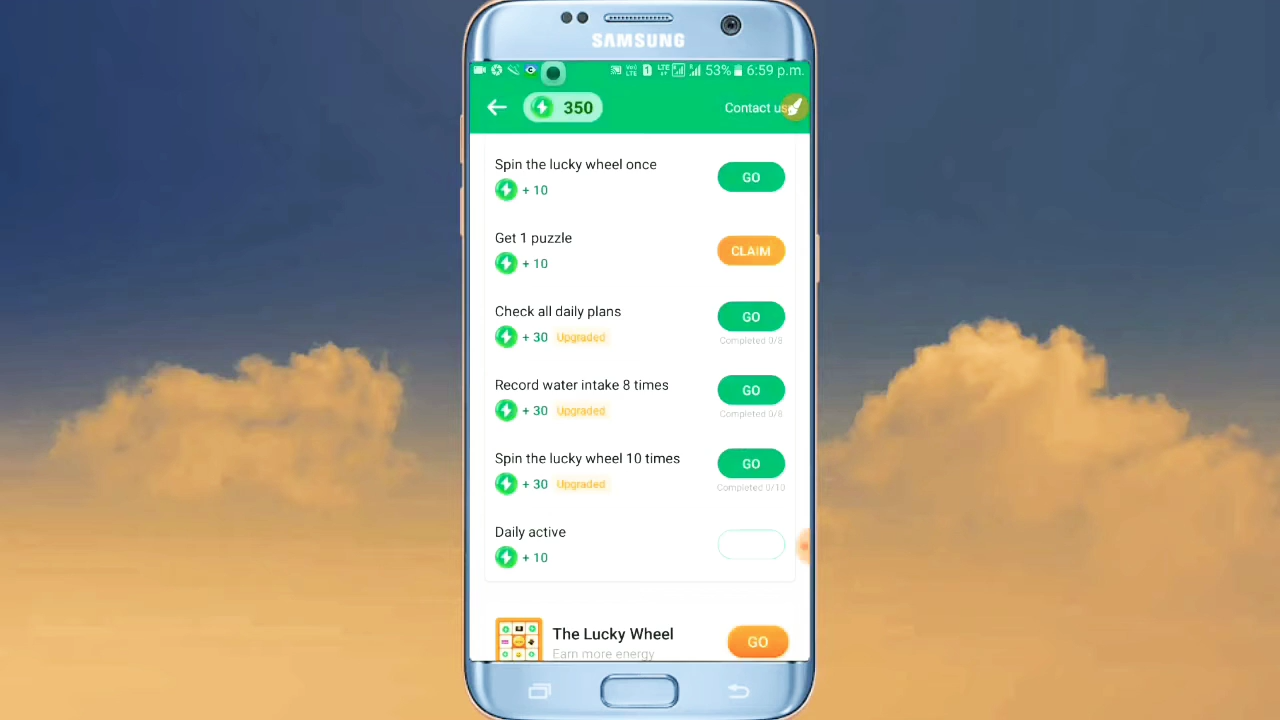 SAMSUNG
53% 6:59 p.m.
350
Contact us
Spin the lucky wheel once
+ 10
GO
Get 1 puzzle
+ 10
CLAIM
Check all daily plans
+ 30 Upgraded
GO
Completed 0/8
Record water intake 8 times
+ 30 Upgraded
GO
Completed 0/8
Spin the lucky wheel 10 times
+ 30 Upgraded
GO
Completed 0/10
Daily active
+ 10
The Lucky Wheel
Earn more energy
GO